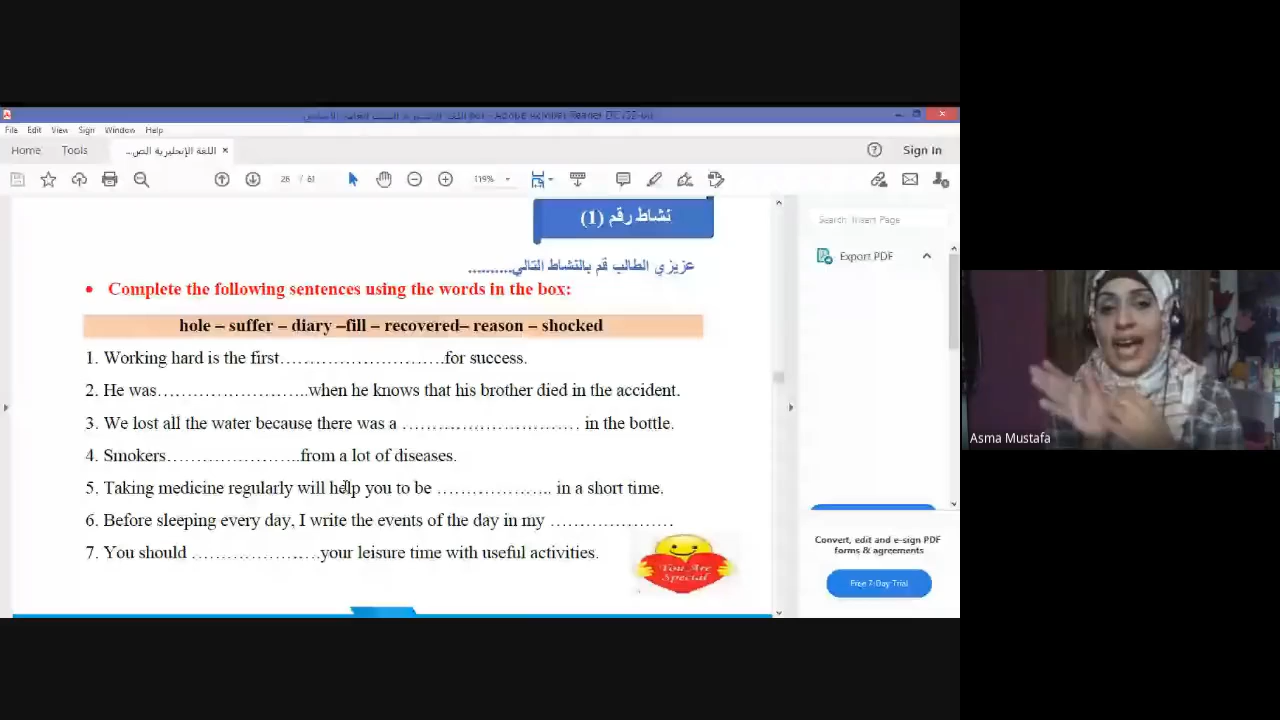 File Edit View Sign Window Help
Home Tools اللغة الإنجليزية الص... × Sign In
26 / 61 119%
Search 'Insert Page'
Export PDF
نشاط رقم (1)
عزيزي الطالب قم بالنشاط التالي..........
• Complete the following sentences using the words in the box:
hole – suffer – diary –fill – recovered– reason – shocked
1. Working hard is the first……………………….for success.
2. He was……………………..when he knows that his brother died in the accident.
3. We lost all the water because there was a ………………………… in the bottle.
4. Smokers…………………..from a lot of diseases.
5. Taking medicine regularly will help you to be ……………….. in a short time.
6. Before sleeping every day, I write the events of the day in my …………………
7. You should ………………….your leisure time with useful activities.
You Are
Special
Convert, edit and e-sign PDF
forms & agreements
Free 7-Day Trial
Asma Mustafa